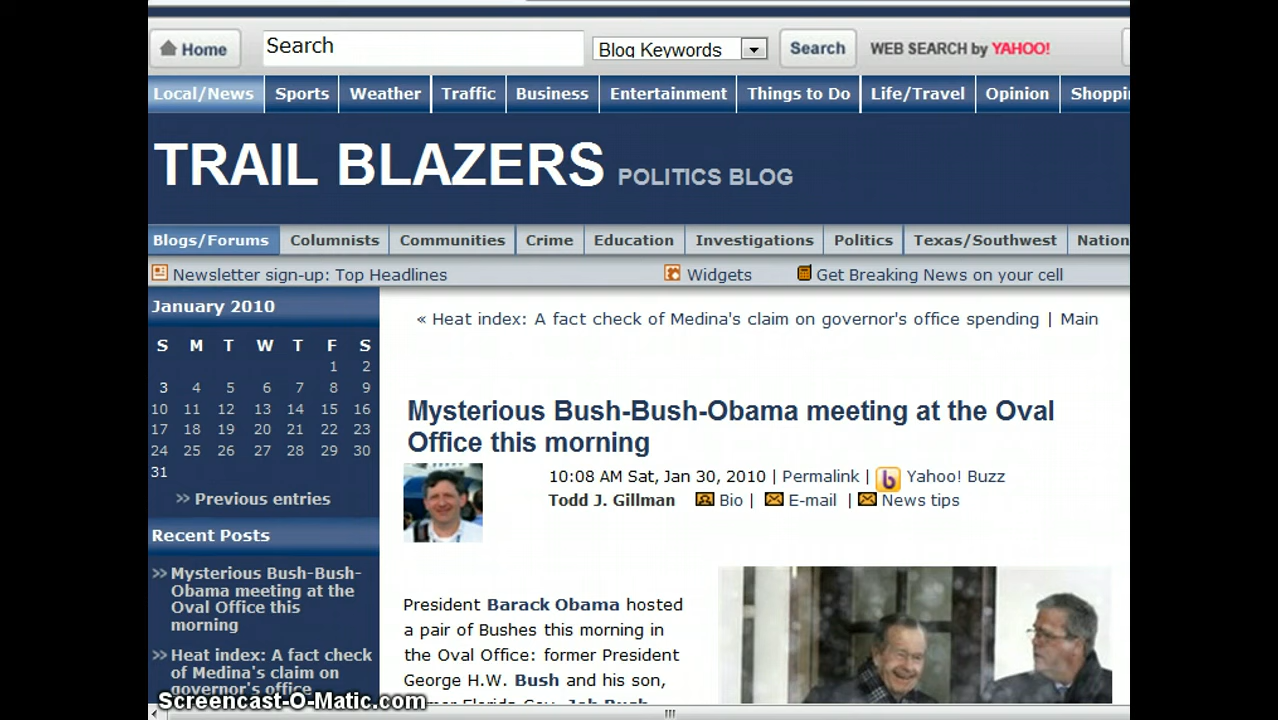 Home Search Blog Keywords Search WEB SEARCH by YAHOO!
Local/News Sports Weather Traffic Business Entertainment Things to Do Life/Travel Opinion Shoppi
TRAIL BLAZERS POLITICS BLOG
Blogs/Forums Columnists Communities Crime Education Investigations Politics Texas/Southwest Nation
Newsletter sign-up: Top Headlines Widgets Get Breaking News on your cell
January 2010
S M T W T F S
1 2
3 4 5 6 7 8 9
10 11 12 13 14 15 16
17 18 19 20 21 22 23
24 25 26 27 28 29 30
31
>> Previous entries
Recent Posts
>> Mysterious Bush-Bush-
Obama meeting at the
Oval Office this
morning
>> Heat index: A fact check
of Medina's claim on
governor's office
« Heat index: A fact check of Medina's claim on governor's office spending | Main
Mysterious Bush-Bush-Obama meeting at the Oval
Office this morning
10:08 AM Sat, Jan 30, 2010 | Permalink | Yahoo! Buzz
Todd J. Gillman Bio | E-mail | News tips
President Barack Obama hosted
a pair of Bushes this morning in
the Oval Office: former President
George H.W. Bush and his son,
Florida Gov. Jeb Bush
Screencast-O-Matic.com